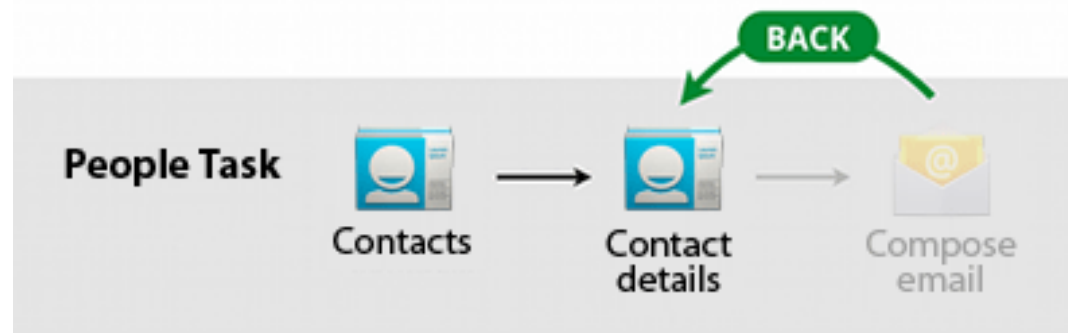 BACK
People Task
Contacts
Contact
details
Compose
email